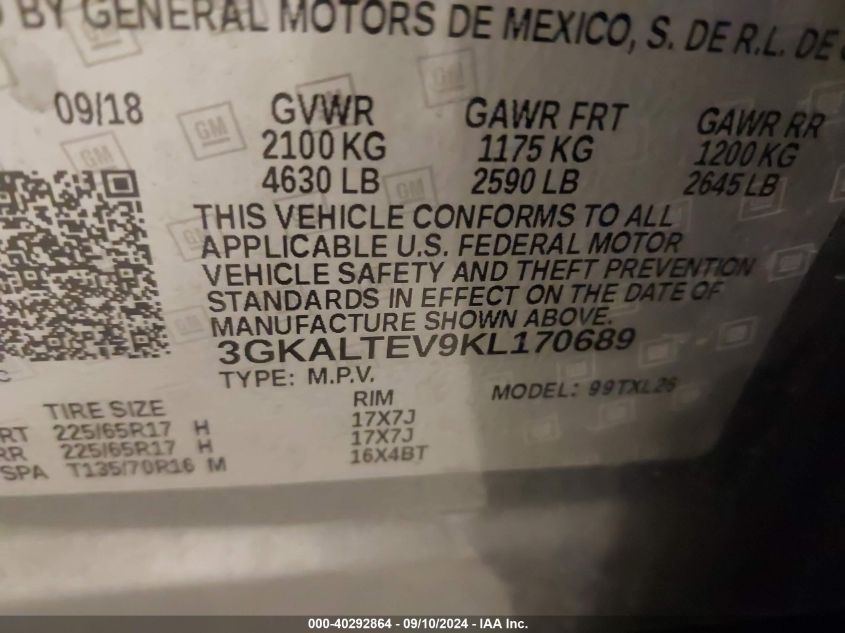 BY GENERAL MOTORS DE MEXICO, S. DE R.L. DE
09/18 GVWR GAWR FRT GAWR RR
2100 KG 1175 KG 1200 KG
4630 LB 2590 LB 2645 LB
THIS VEHICLE CONFORMS TO ALL
APPLICABLE U.S. FEDERAL MOTOR
VEHICLE SAFETY AND THEFT PREVENTION
STANDARDS IN EFFECT ON THE DATE OF
MANUFACTURE SHOWN ABOVE.
3GKALTEV9KL170689
TYPE: M.P.V. MODEL: 99TXL26
TIRE SIZE RIM
RT 225/65R17 H 17X7J
RR 225/65R17 H 17X7J
SPA T135/70R16 M 16X4BT
000-40292864 - 09/10/2024 - IAA Inc.